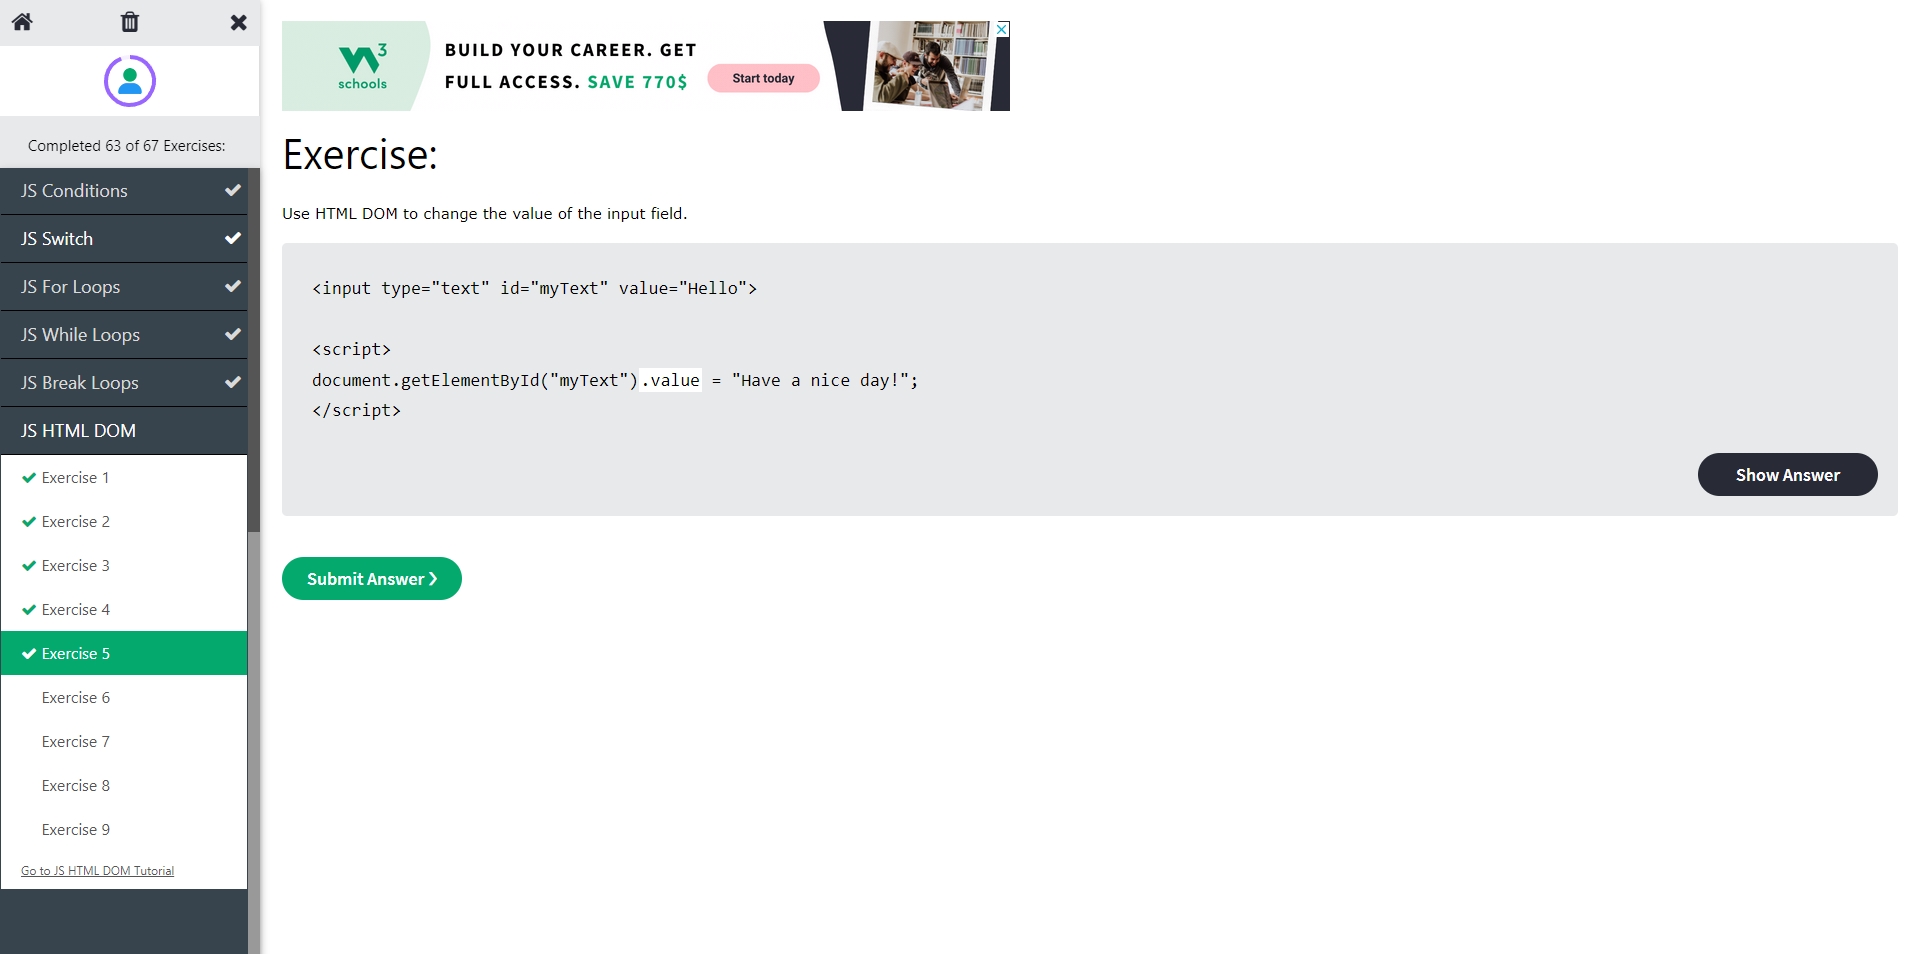 Completed 63 of 67 Exercises:
JS Conditions
JS Switch
JS For Loops
JS While Loops
JS Break Loops
JS HTML DOM
Exercise 1
Exercise 2
Exercise 3
Exercise 4
Exercise 5
Exercise 6
Exercise 7
Exercise 8
Exercise 9
Go to JS HTML DOM Tutorial
W3
schools
BUILD YOUR CAREER. GET
FULL ACCESS. SAVE 770$
Start today
Exercise:
Use HTML DOM to change the value of the input field.
<input type="text" id="myText" value="Hello">
<script>
document.getElementById("myText").value = "Have a nice day!";
</script>
Show Answer
Submit Answer ❯